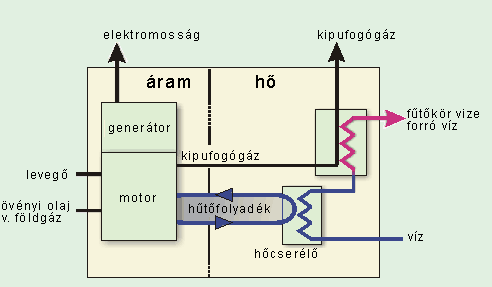 elektromosság
kipufogógáz
áram
hő
generátor
fűtőkör vize
forró víz
kipufogógáz
levegő
motor
övényi olaj
v. földgáz
hűtőfolyadék
víz
hőcserélő